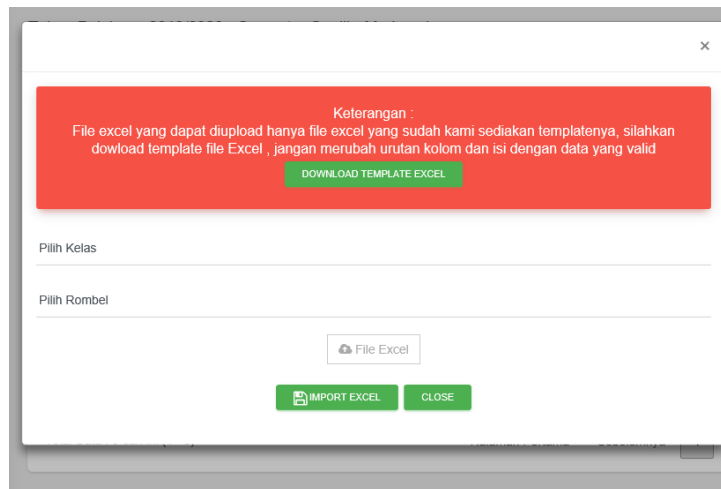 ×
Keterangan :
File excel yang dapat diupload hanya file excel yang sudah kami sediakan templatenya, silahkan
dowload template file Excel , jangan merubah urutan kolom dan isi dengan data yang valid
DOWNLOAD TEMPLATE EXCEL
Pilih Kelas
Pilih Rombel
File Excel
IMPORT EXCEL CLOSE